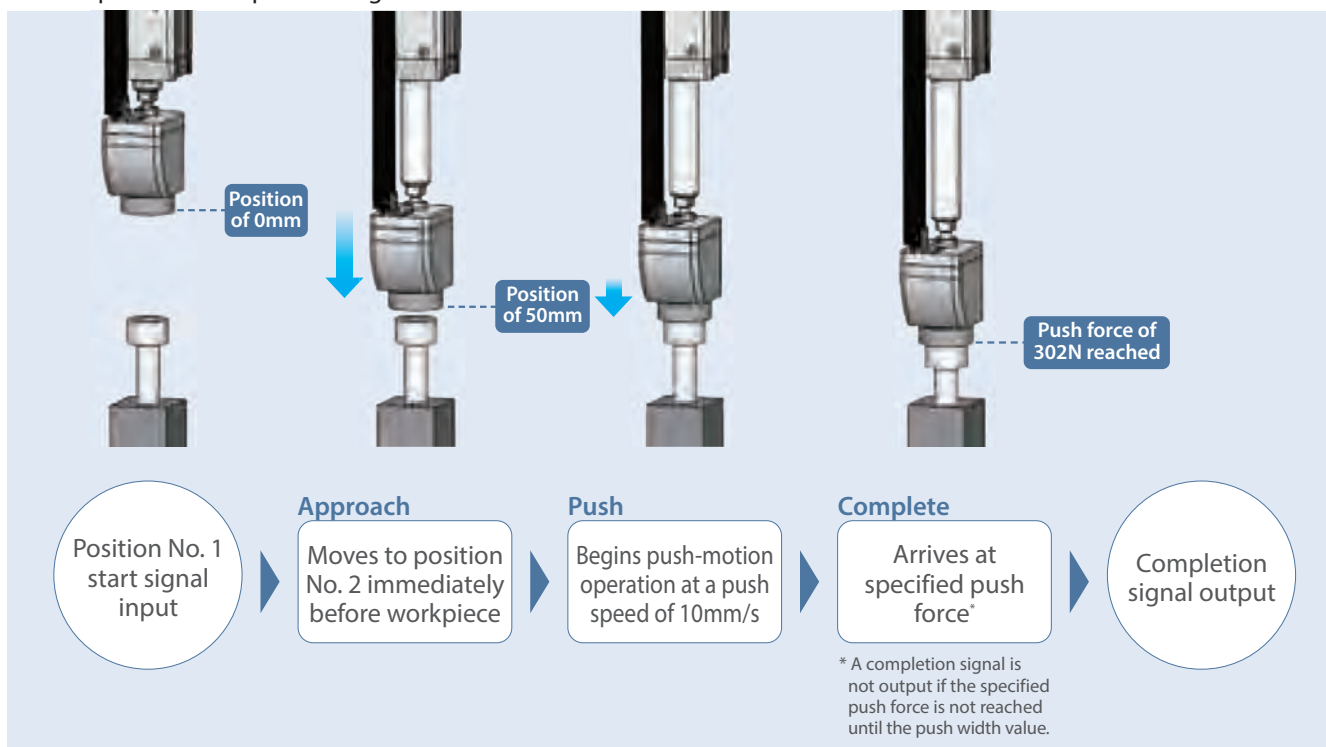 Position
of 0mm
Position
of 50mm
Push force of
302N reached
Position No. 1
start signal
input
Approach
Moves to position
No. 2 immediately
before workpiece
Push
Begins push-motion
operation at a push
speed of 10mm/s
Complete
Arrives at
specified push
force*
* A completion signal is
not output if the specified
push force is not reached
until the push width value.
Completion
signal output